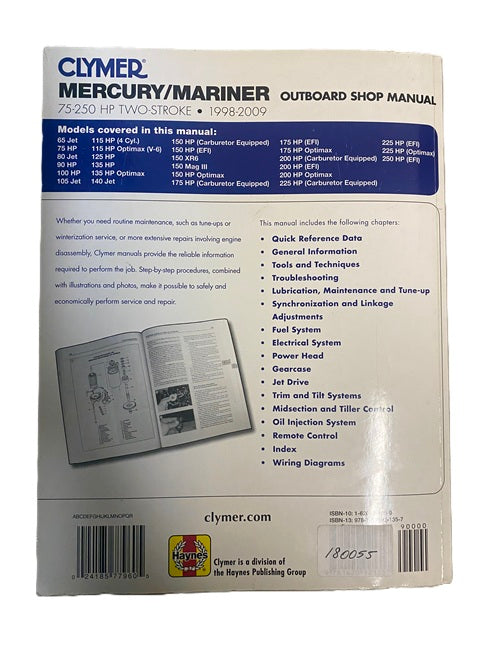 CLYMER®
MERCURY/MARINER OUTBOARD SHOP MANUAL
75-250 HP TWO-STROKE • 1998-2009
Models covered in this manual:
65 Jet
75 HP
80 Jet
90 HP
100 HP
105 Jet
115 HP (4 Cyl.)
115 HP Optimax (V-6)
125 HP
135 HP
135 HP Optimax
140 Jet
150 HP (Carburetor Equipped)
150 HP (EFI)
150 XR6
150 Mag III
150 HP Optimax
175 HP (Carburetor Equipped)
175 HP (EFI)
175 HP Optimax
200 HP (Carburetor Equipped)
200 HP (EFI)
200 HP Optimax
225 HP (Carburetor Equipped)
225 HP (EFI)
225 HP (Optimax)
250 HP (EFI)
Whether you need routine maintenance, such as tune-ups or
winterization service, or more extensive repairs involving engine
disassembly, Clymer manuals provide the reliable information
required to perform the job. Step-by-step procedures, combined
with illustrations and photos, make it possible to safely and
economically perform service and repair.
This manual includes the following chapters:
• Quick Reference Data
• General Information
• Tools and Techniques
• Troubleshooting
• Lubrication, Maintenance and Tune-up
• Synchronization and Linkage
Adjustments
• Fuel System
• Electrical System
• Power Head
• Gearcase
• Jet Drive
• Trim and Tilt Systems
• Midsection and Tiller Control
• Oil Injection System
• Remote Control
• Index
• Wiring Diagrams
ABCDEFGHIJKLMNOPQR
0 24185 77960 5
clymer.com
Haynes
Clymer is a division of
the Haynes Publishing Group
ISBN-10:
ISBN-13:
90000
180055